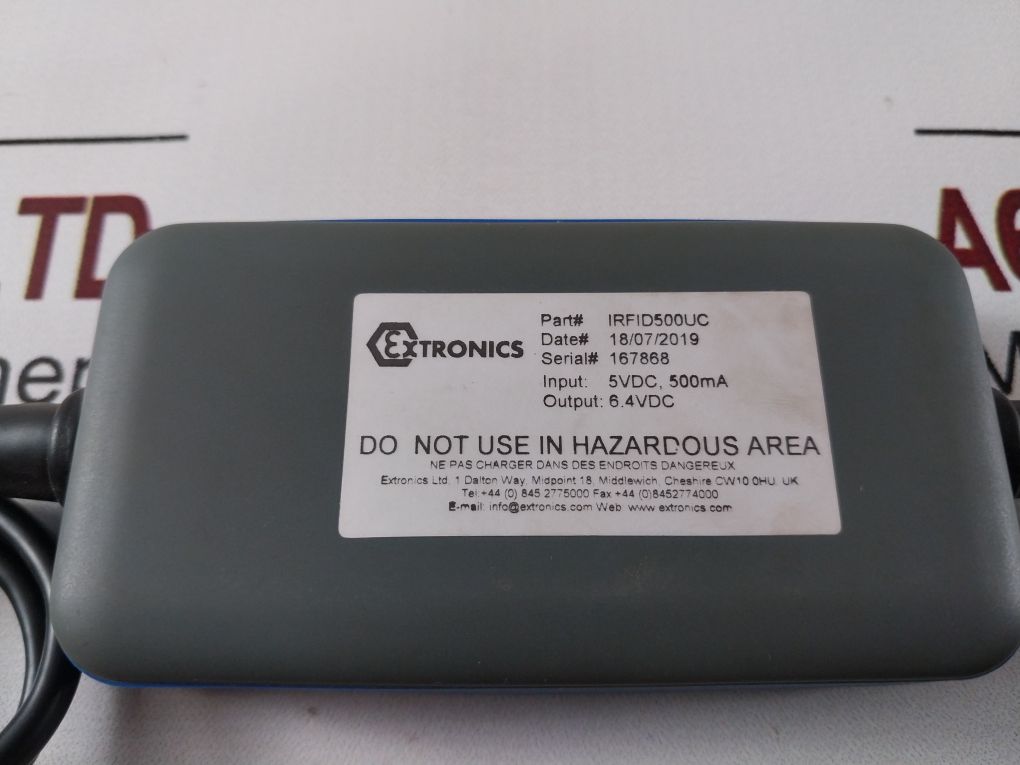 TD
A
EXTRONICS
Part# IRFID500UC
Date# 18/07/2019
Serial# 167868
Input: 5VDC, 500mA
Output: 6.4VDC
DO NOT USE IN HAZARDOUS AREA
NE PAS CHARGER DANS DES ENDROITS DANGEREUX
Extronics Ltd. 1 Dalton Way, Midpoint 18, Middlewich, Cheshire CW10 0HU, UK
Tel:+44 (0) 845 2775000 Fax +44 (0)8452774000
E-mail: info@extronics.com Web: www.extronics.com